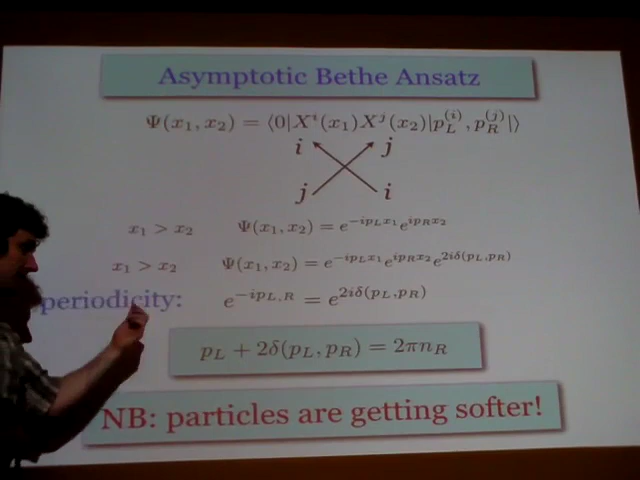 Asymptotic Bethe Ansatz
Ψ(x₁, x₂) = ⟨0|Xⁱ(x₁)Xʲ(x₂)|p_L^(i), p_R^(j)|⟩
i j
j i
x₁ > x₂ Ψ(x₁, x₂) = e^{-ip_L x₁}e^{ip_R x₂}
x₁ > x₂ Ψ(x₁, x₂) = e^{-ip_L x₁}e^{ip_R x₂}e^{2iδ(p_L, p_R)}
periodicity: e^{-ip_{L,R}} = e^{2iδ(p_L, p_R)}
p_L + 2δ(p_L, p_R) = 2πn_R
NB: particles are getting softer!